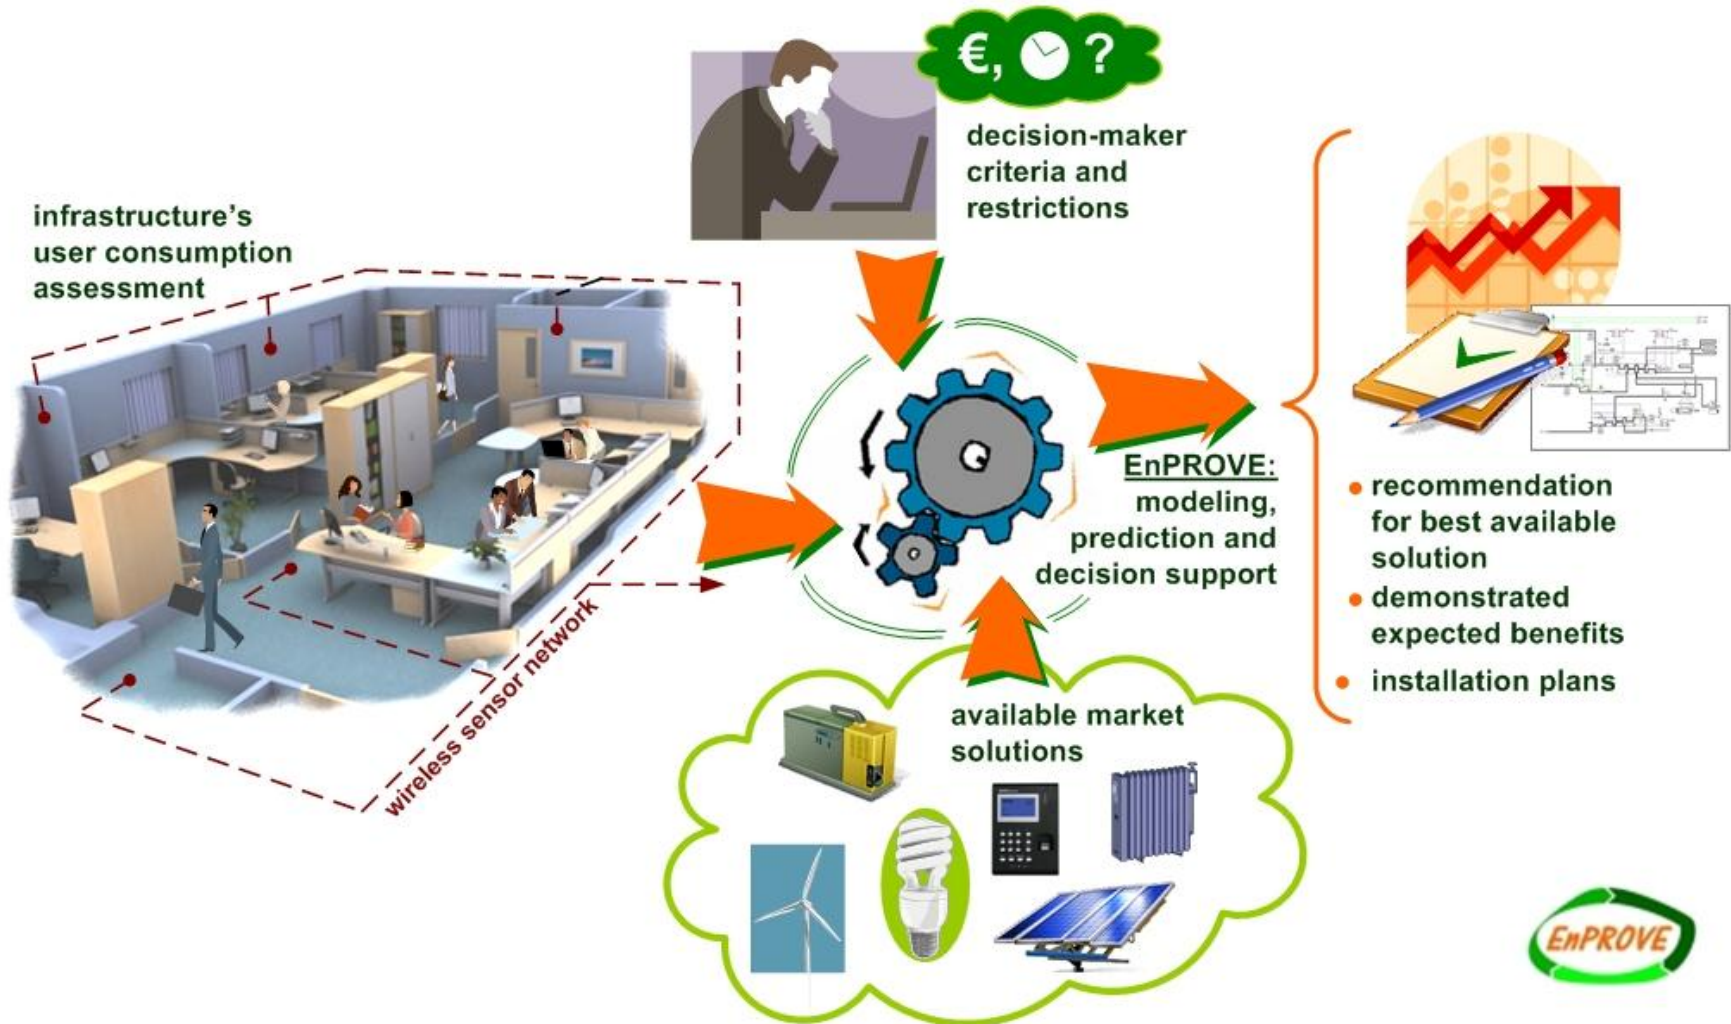 €, ?
decision-maker
criteria and
restrictions
infrastructure’s
user consumption
assessment
wireless sensor network
EnPROVE:
modeling,
prediction and
decision support
available market
solutions
recommendation
for best available
solution
demonstrated
expected benefits
installation plans
EnPROVE